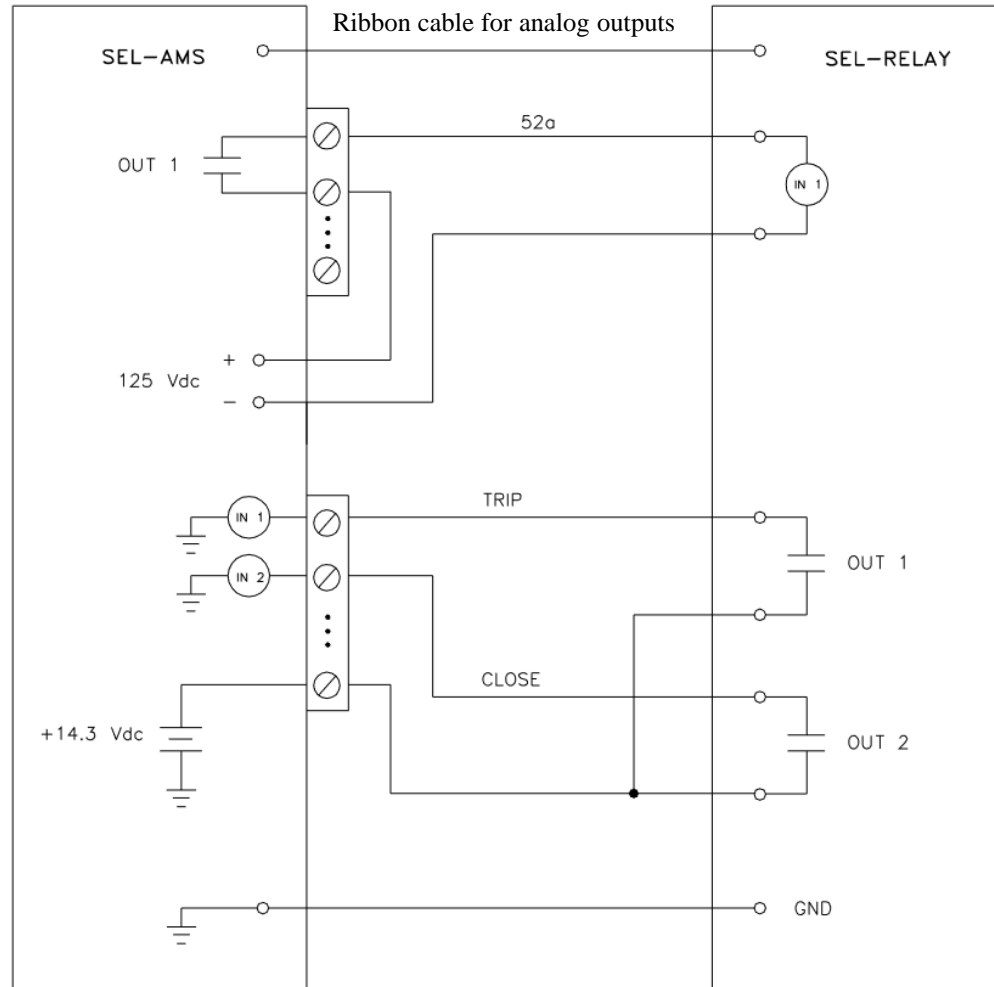 Ribbon cable for analog outputs
SEL-AMS
SEL-RELAY
52a
OUT 1
IN 1
+
125 Vdc
-
TRIP
IN 1
OUT 1
IN 2
CLOSE
+14.3 Vdc
OUT 2
GND